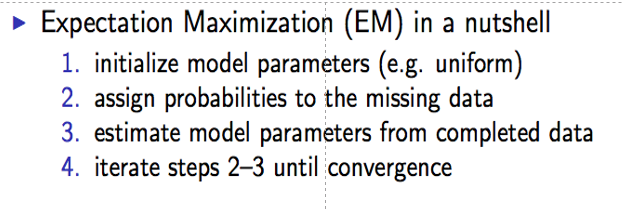 ▶ Expectation Maximization (EM) in a nutshell
1. initialize model parameters (e.g. uniform)
2. assign probabilities to the missing data
3. estimate model parameters from completed data
4. iterate steps 2–3 until convergence